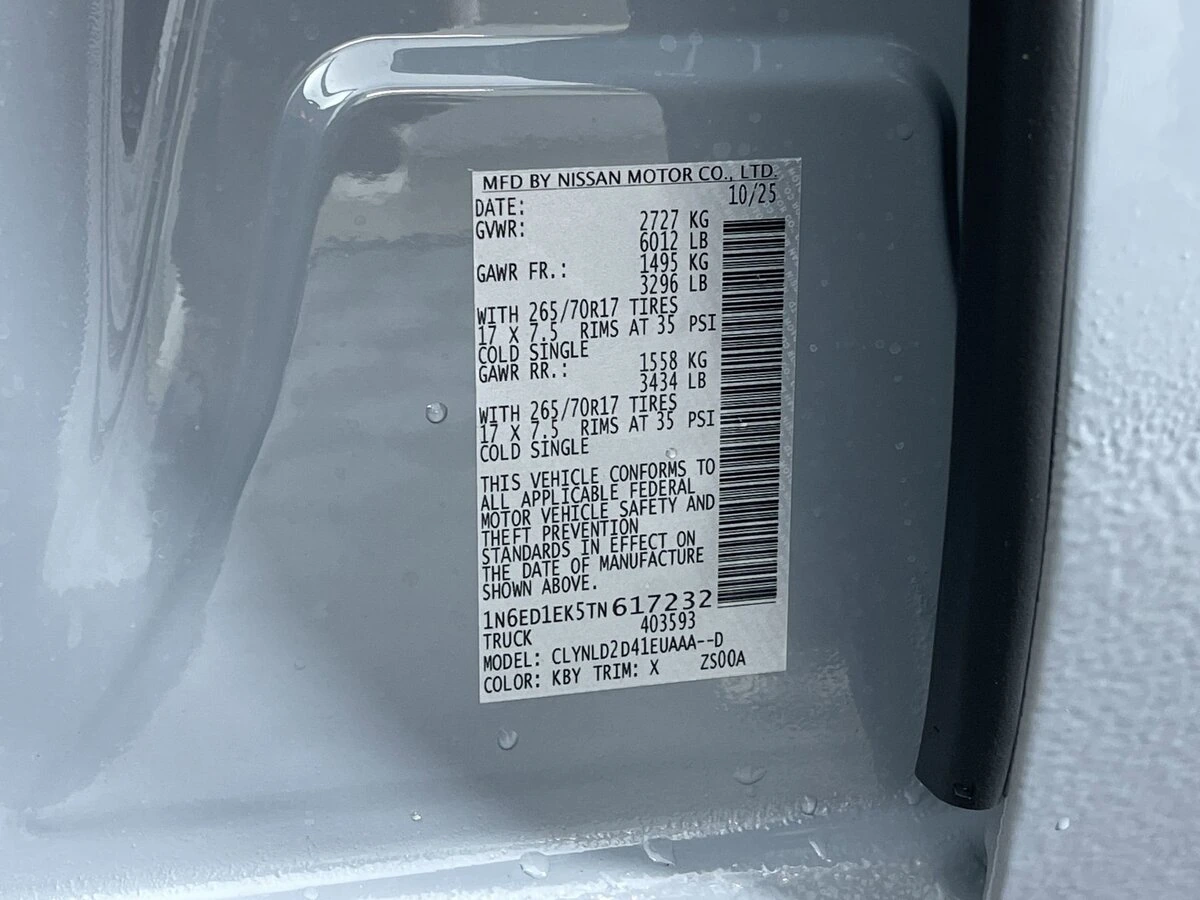 MFD BY NISSAN MOTOR CO., LTD.
DATE: 10/25
GVWR: 2727 KG
6012 LB
GAWR FR.: 1495 KG
3296 LB
WITH 265/70R17 TIRES
17 X 7.5 RIMS AT 35 PSI
COLD SINGLE
GAWR RR.: 1558 KG
3434 LB
WITH 265/70R17 TIRES
17 X 7.5 RIMS AT 35 PSI
COLD SINGLE
THIS VEHICLE CONFORMS TO
ALL APPLICABLE FEDERAL
MOTOR VEHICLE SAFETY AND
THEFT PREVENTION
STANDARDS IN EFFECT ON
THE DATE OF MANUFACTURE
SHOWN ABOVE.
1N6ED1EK5TN617232
TRUCK 403593
MODEL: CLYNLD2D41EUAAA--D
COLOR: KBY TRIM: X ZS00A